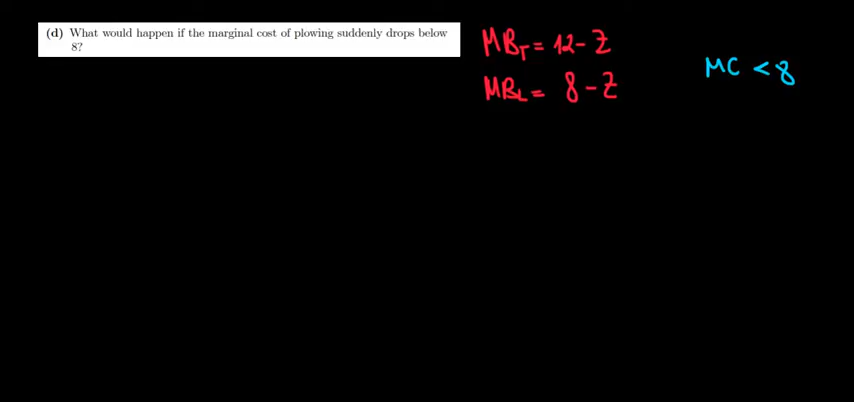 (d) What would happen if the marginal cost of plowing suddenly drops below
8?
MB_T = 12 - Z
MB_L = 8 - Z
MC < 8